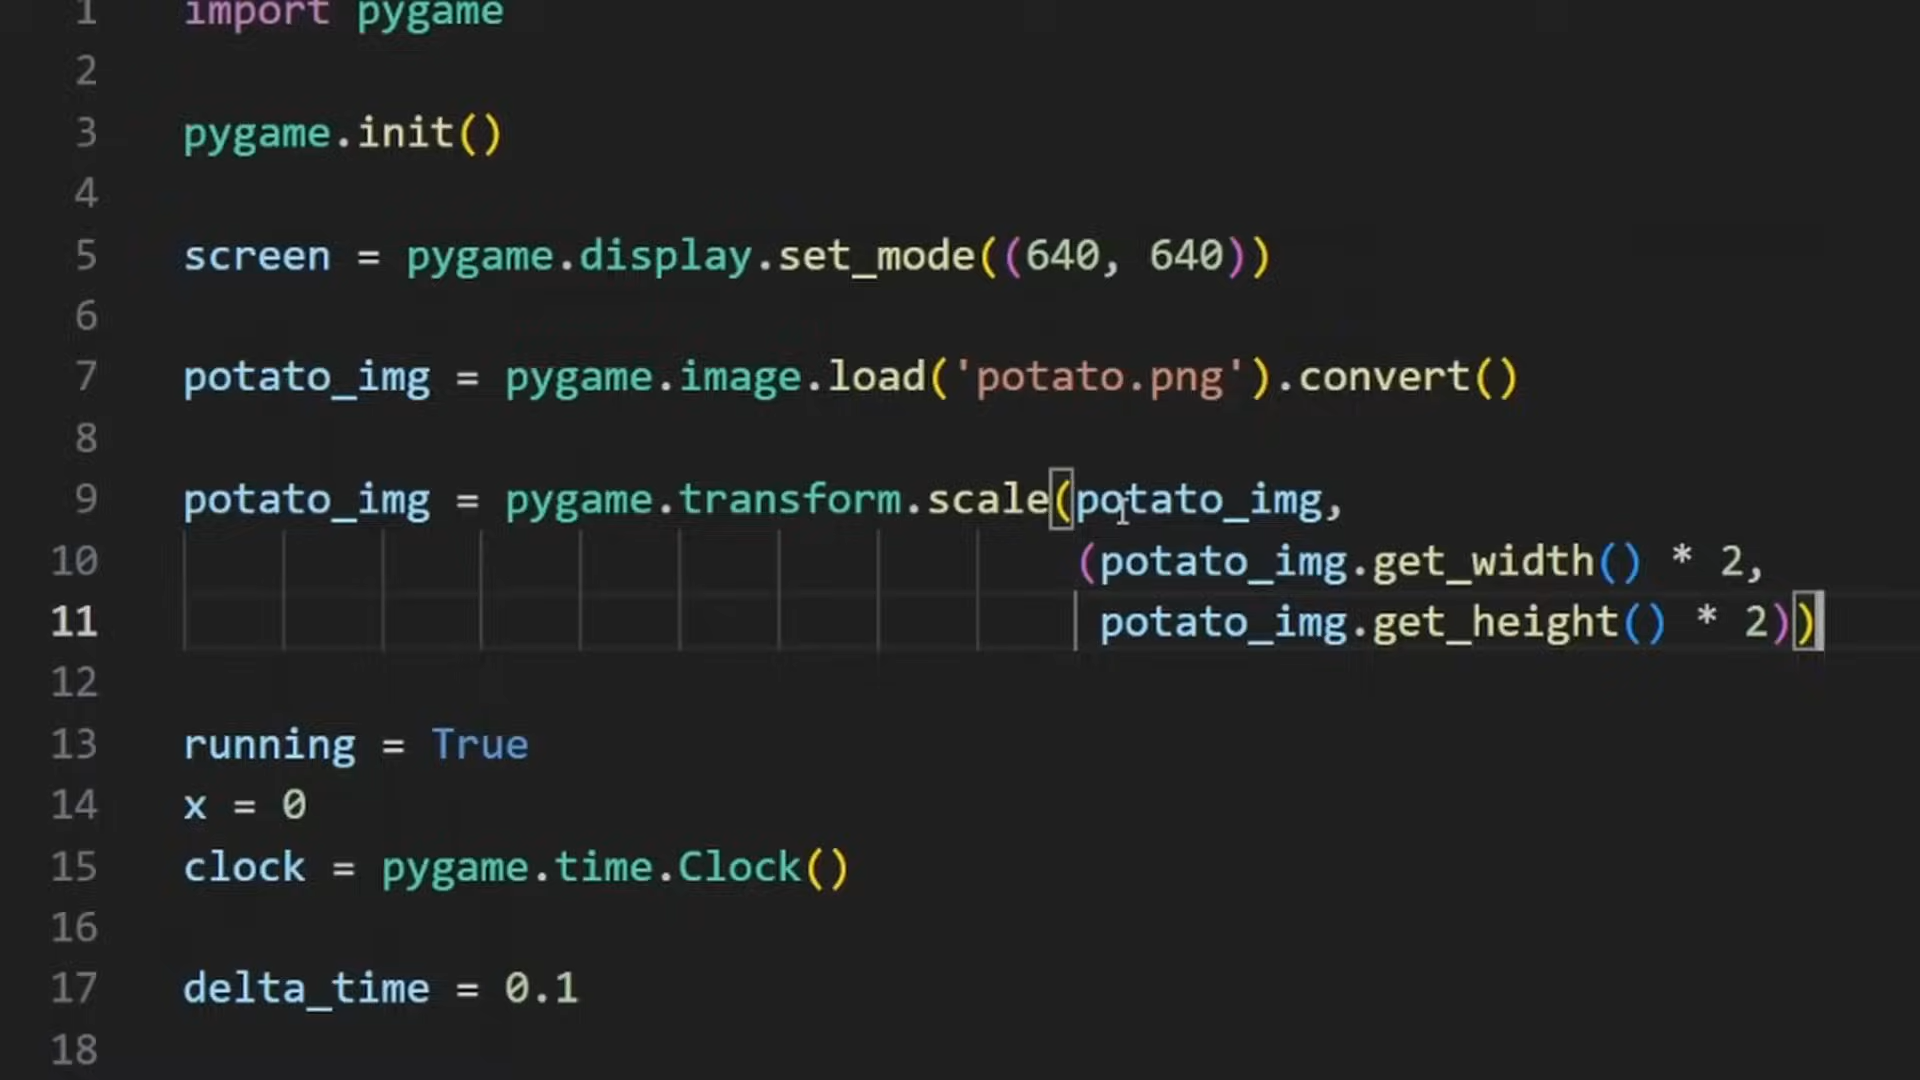 1 import pygame
2
3 pygame.init()
4
5 screen = pygame.display.set_mode((640, 640))
6
7 potato_img = pygame.image.load('potato.png').convert()
8
9 potato_img = pygame.transform.scale(potato_img,
10 (potato_img.get_width() * 2,
11 potato_img.get_height() * 2))
12
13 running = True
14 x = 0
15 clock = pygame.time.Clock()
16
17 delta_time = 0.1
18